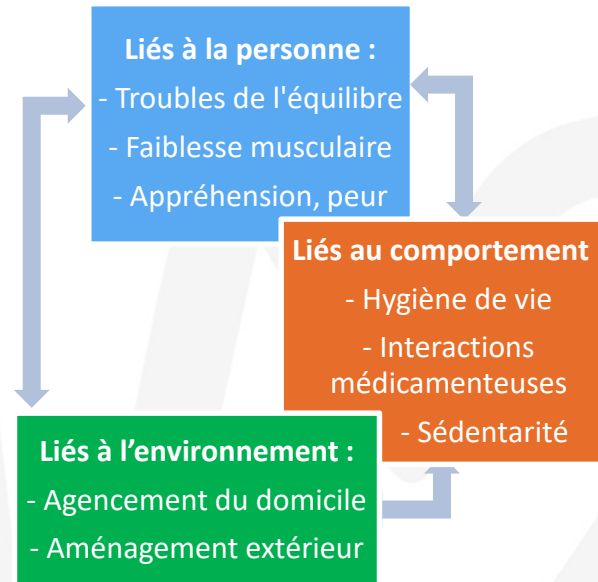 Liés à la personne :
- Troubles de l'équilibre
- Faiblesse musculaire
- Appréhension, peur
Liés au comportement
- Hygiène de vie
- Interactions
médicamenteuses
- Sédentarité
Liés à l’environnement :
- Agencement du domicile
- Aménagement extérieur